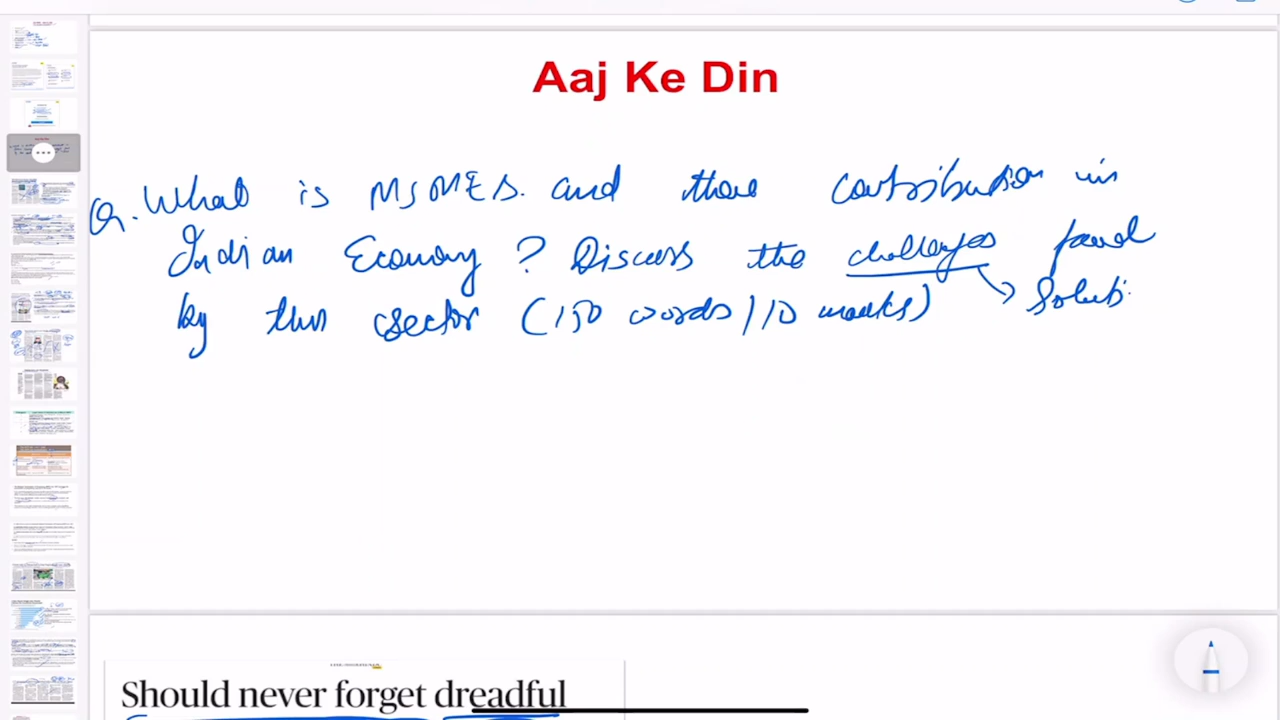 Aaj Ke Din
Q. What is MSMEs. and there contribution in
Indian Economy ? Discuss the challenges faced
by this sector (150 words/10 marks) → Soluti
Should never forget dreadful